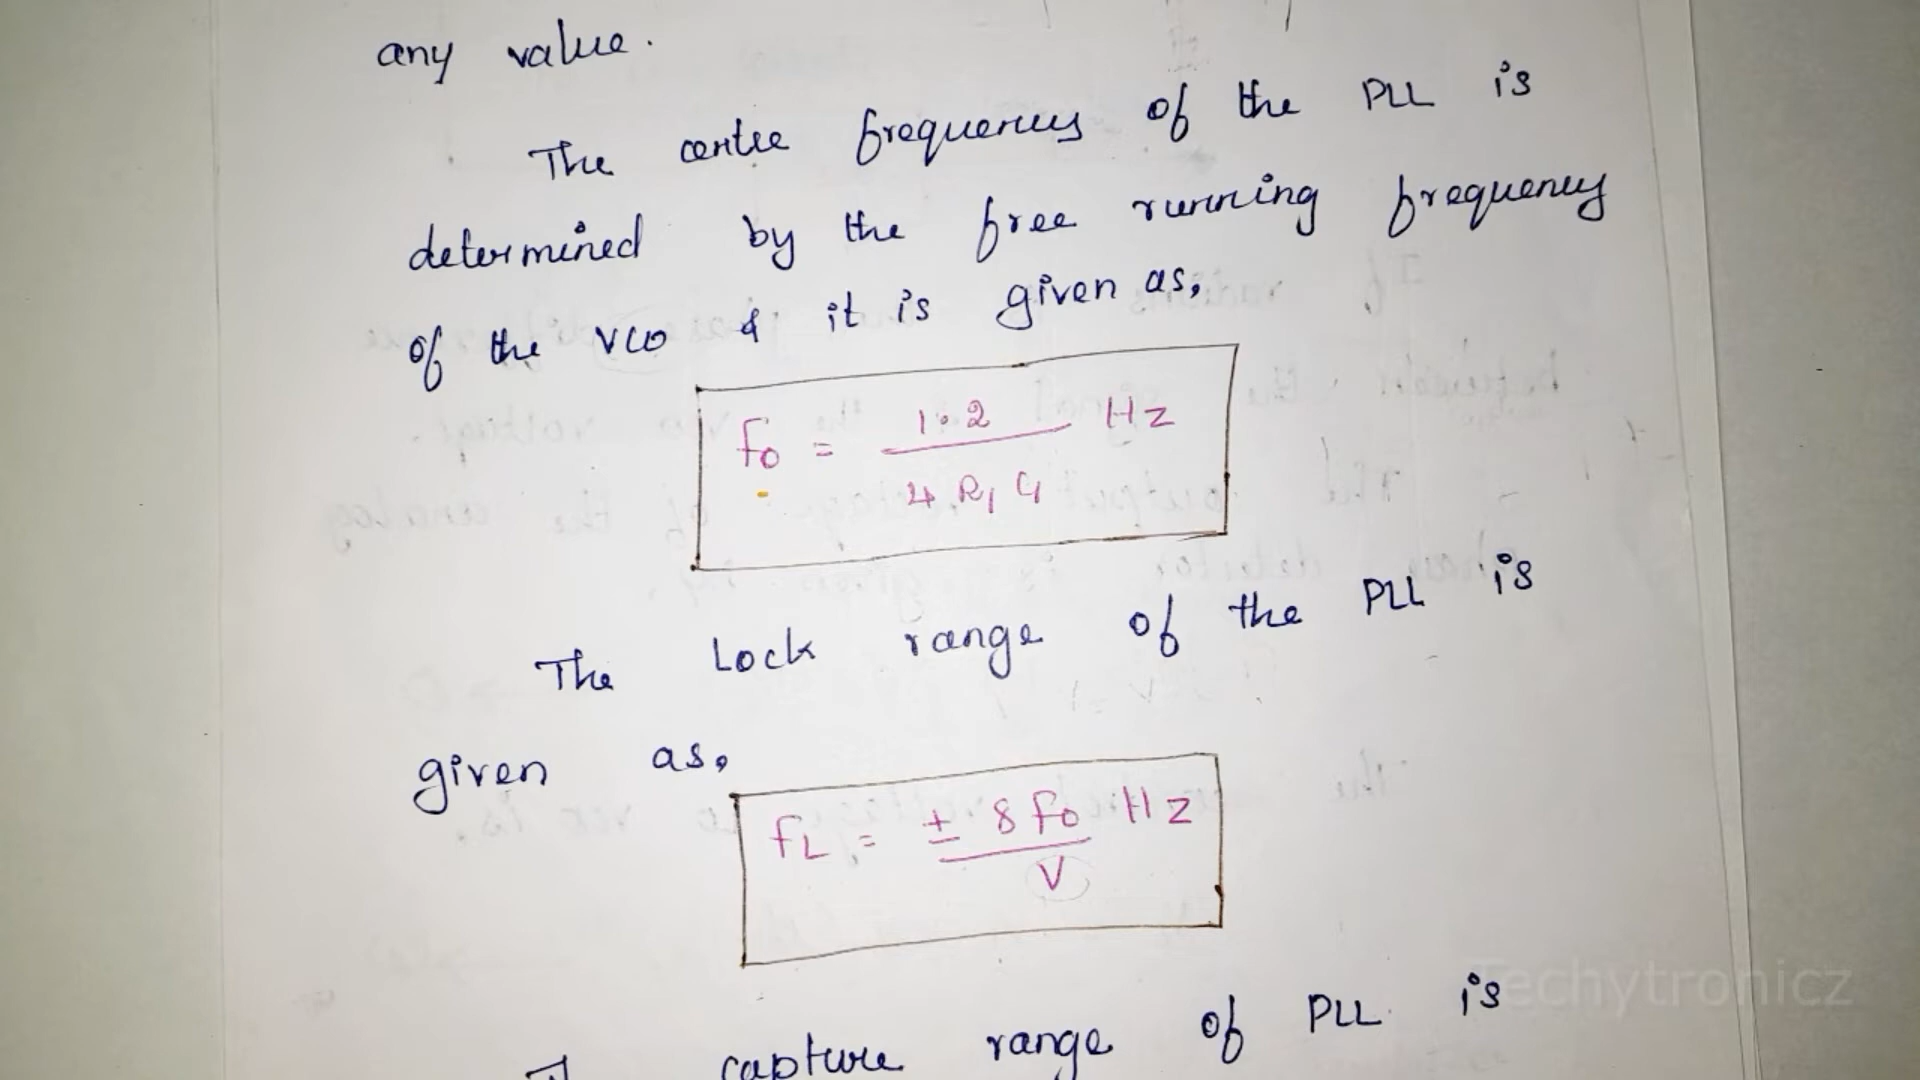 any value.
The centre frequency of the PLL is
determined by the free running frequency
of the VCO & it is given as,
fo = 1.2 / 4 R1 C1 Hz
The Lock range of the PLL is
given as,
fL = ± 8 fo / V Hz
capture range of PLL is
Techytronicz